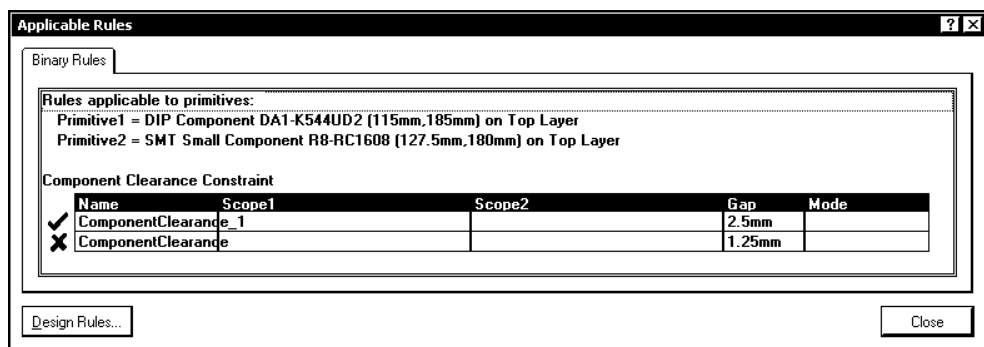 Applicable Rules
Binary Rules
Rules applicable to primitives:
Primitive1 = DIP Component DA1-K544UD2 (115mm,185mm) on Top Layer
Primitive2 = SMT Small Component R8-RC1608 (127.5mm,180mm) on Top Layer
Component Clearance Constraint
Name Scope1 Scope2 Gap Mode
ComponentClearance_1 2.5mm
ComponentClearance 1.25mm
Design Rules... Close